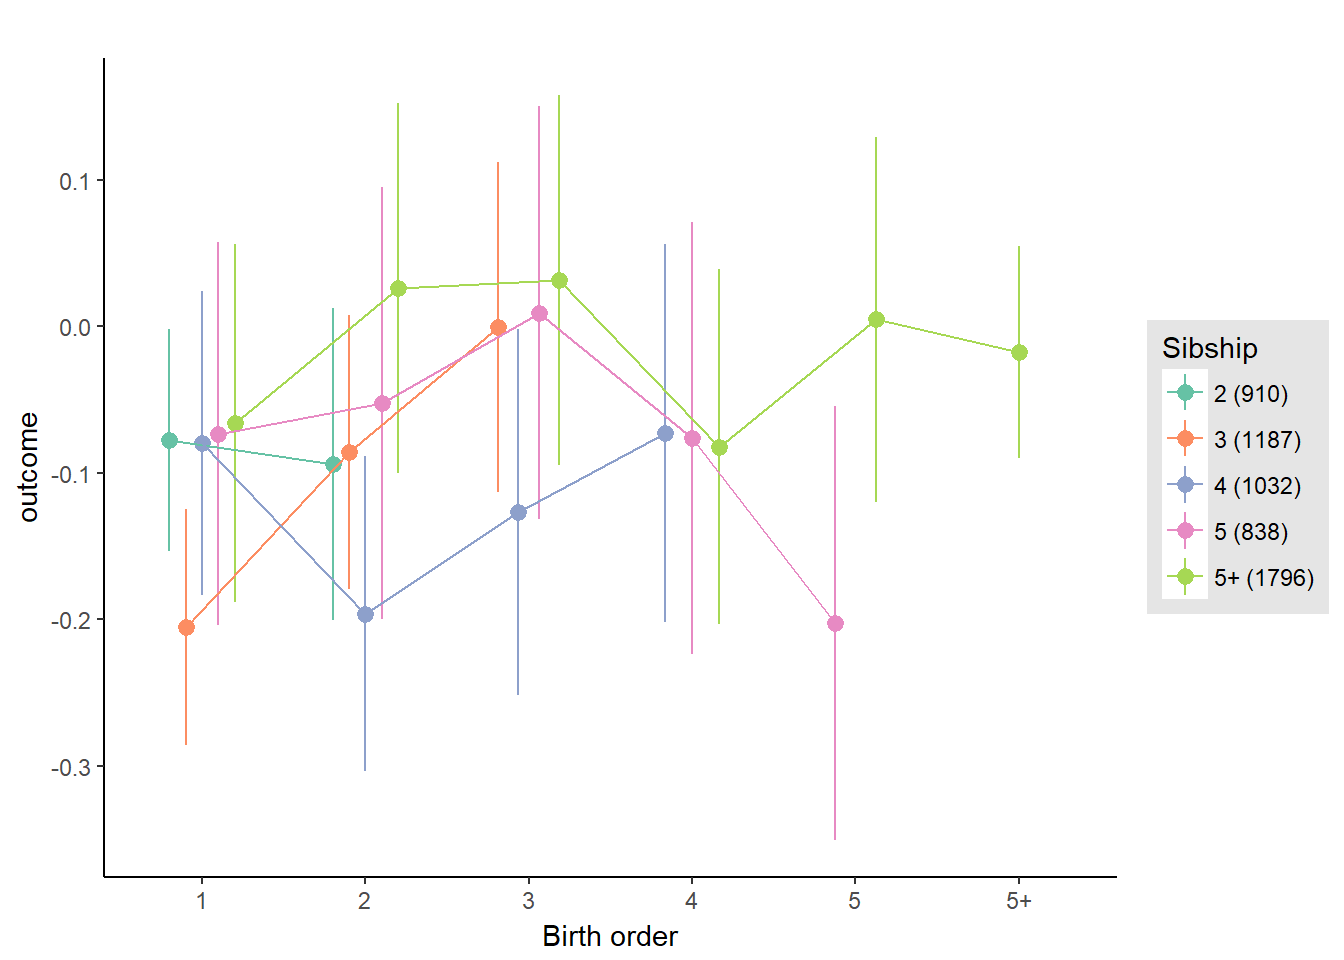 0.1
0.0
-0.1
-0.2
-0.3
outcome
1 2 3 4 5 5+
Birth order
Sibship
2 (910)
3 (1187)
4 (1032)
5 (838)
5+ (1796)